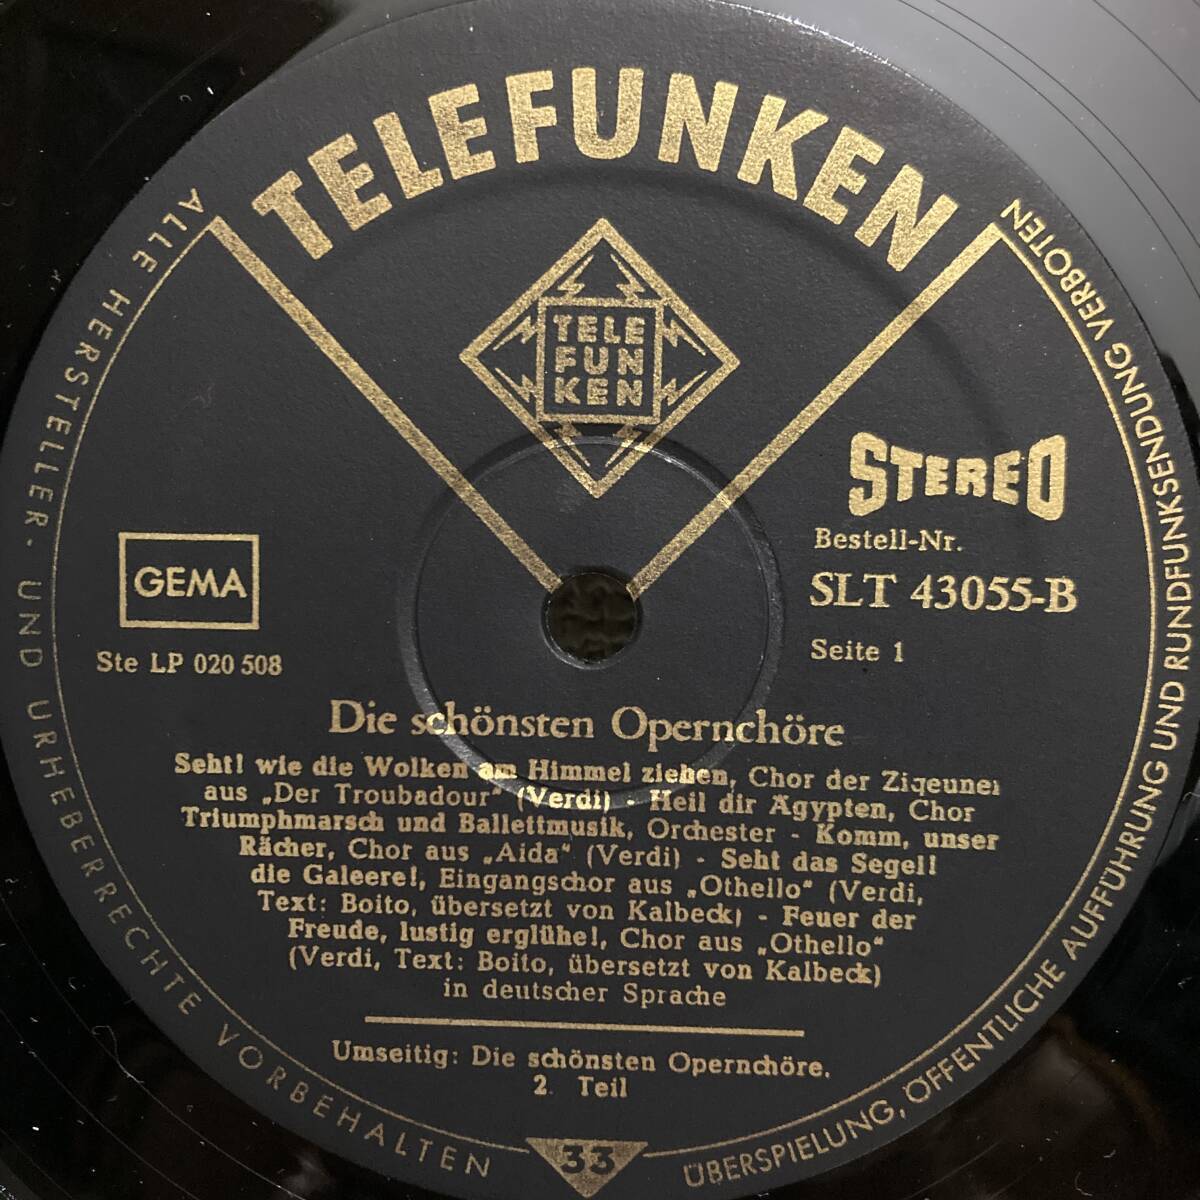 TELEFUNKEN
TELE
FUN
KEN
STEREO
Bestell-Nr.
SLT 43055-B
Seite 1
GEMA
Ste LP 020 508
Die schönsten Opernchöre
Seht! wie die Wolken am Himmel ziehen, Chor der Zigeuner
aus „Der Troubadour“ (Verdi) - Heil dir Ägypten, Chor
Triumphmarsch und Ballettmusik, Orchester - Komm, unser
Rächer, Chor aus „Aida“ (Verdi) - Seht das Segel!
die Galeere!, Eingangschor aus „Othello“ (Verdi,
Text: Boito, übersetzt von Kalbeck) - Feuer der
Freude, lustig erglühe!, Chor aus „Othello“
(Verdi, Text: Boito, übersetzt von Kalbeck)
in deutscher Sprache
Umseitig: Die schönsten Opernchöre,
2. Teil
33
ALLE HERSTELLER- UND URHEBERRECHTE VORBEHALTEN
ÜBERSPIELUNG, ÖFFENTLICHE AUFFÜHRUNG UND RUNDFUNKSENDUNG VERBOTEN